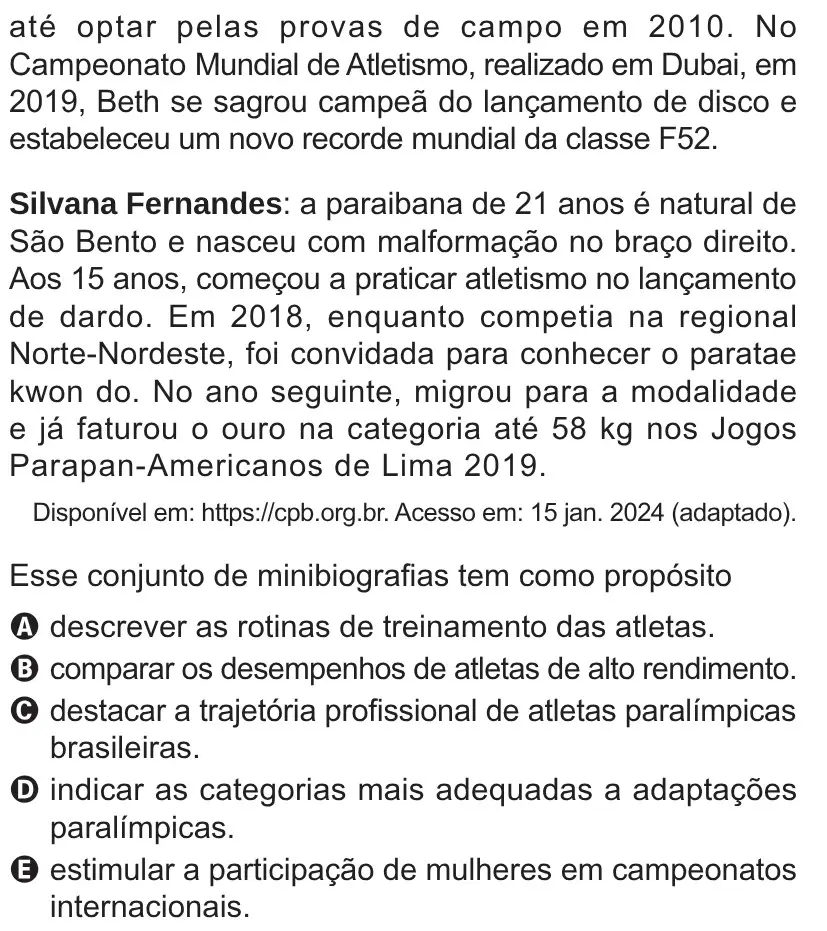 até optar pelas provas de campo em 2010. No
Campeonato Mundial de Atletismo, realizado em Dubai, em
2019, Beth se sagrou campeã do lançamento de disco e
estabeleceu um novo recorde mundial da classe F52.
Silvana Fernandes: a paraibana de 21 anos é natural de
São Bento e nasceu com malformação no braço direito.
Aos 15 anos, começou a praticar atletismo no lançamento
de dardo. Em 2018, enquanto competia na regional
Norte-Nordeste, foi convidada para conhecer o paratae
kwon do. No ano seguinte, migrou para a modalidade
e já faturou o ouro na categoria até 58 kg nos Jogos
Parapan-Americanos de Lima 2019.
Disponível em: https://cpb.org.br. Acesso em: 15 jan. 2024 (adaptado).
Esse conjunto de minibiografias tem como propósito
A descrever as rotinas de treinamento das atletas.
B comparar os desempenhos de atletas de alto rendimento.
C destacar a trajetória profissional de atletas paralímpicas
brasileiras.
D indicar as categorias mais adequadas a adaptações
paralímpicas.
E estimular a participação de mulheres em campeonatos
internacionais.